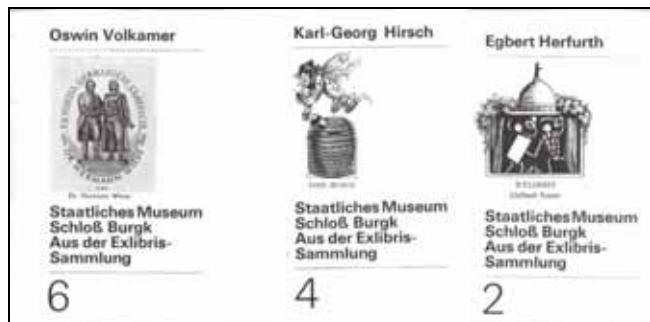 Oswin Volkamer
Staatliches Museum
Schloß Burgk
Aus der Exlibris-
Sammlung
6
Karl-Georg Hirsch
Staatliches Museum
Schloß Burgk
Aus der Exlibris-
Sammlung
4
Egbert Herfurth
EXLIBRIS
Staatliches Museum
Schloß Burgk
Aus der Exlibris-
Sammlung
2